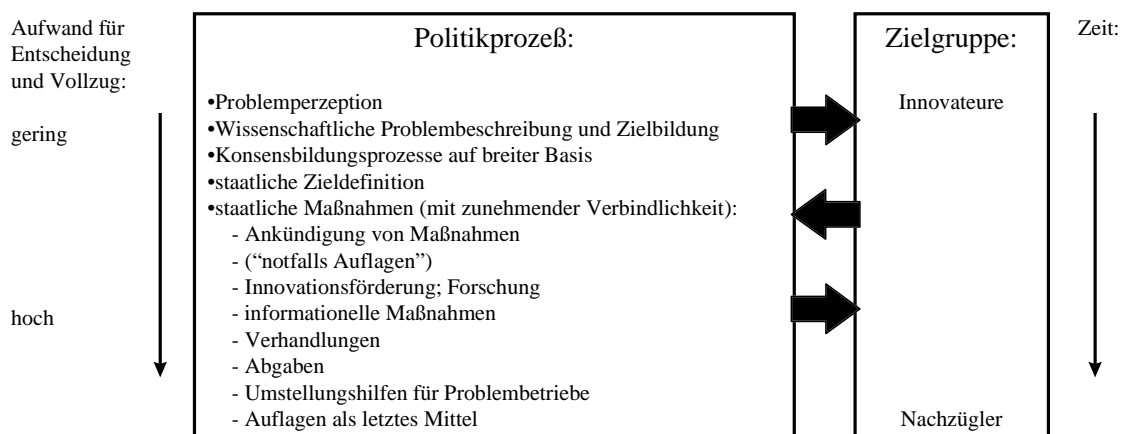 Aufwand für
Entscheidung
und Vollzug:
gering
hoch
Politikprozeß:
•Problemperzeption
•Wissenschaftliche Problembeschreibung und Zielbildung
•Konsensbildungsprozesse auf breiter Basis
•staatliche Zieldefinition
•staatliche Maßnahmen (mit zunehmender Verbindlichkeit):
- Ankündigung von Maßnahmen
- (“notfalls Auflagen”)
- Innovationsförderung; Forschung
- informationelle Maßnahmen
- Verhandlungen
- Abgaben
- Umstellungshilfen für Problembetriebe
- Auflagen als letztes Mittel
Zielgruppe:
Innovateure
Nachzügler
Zeit: